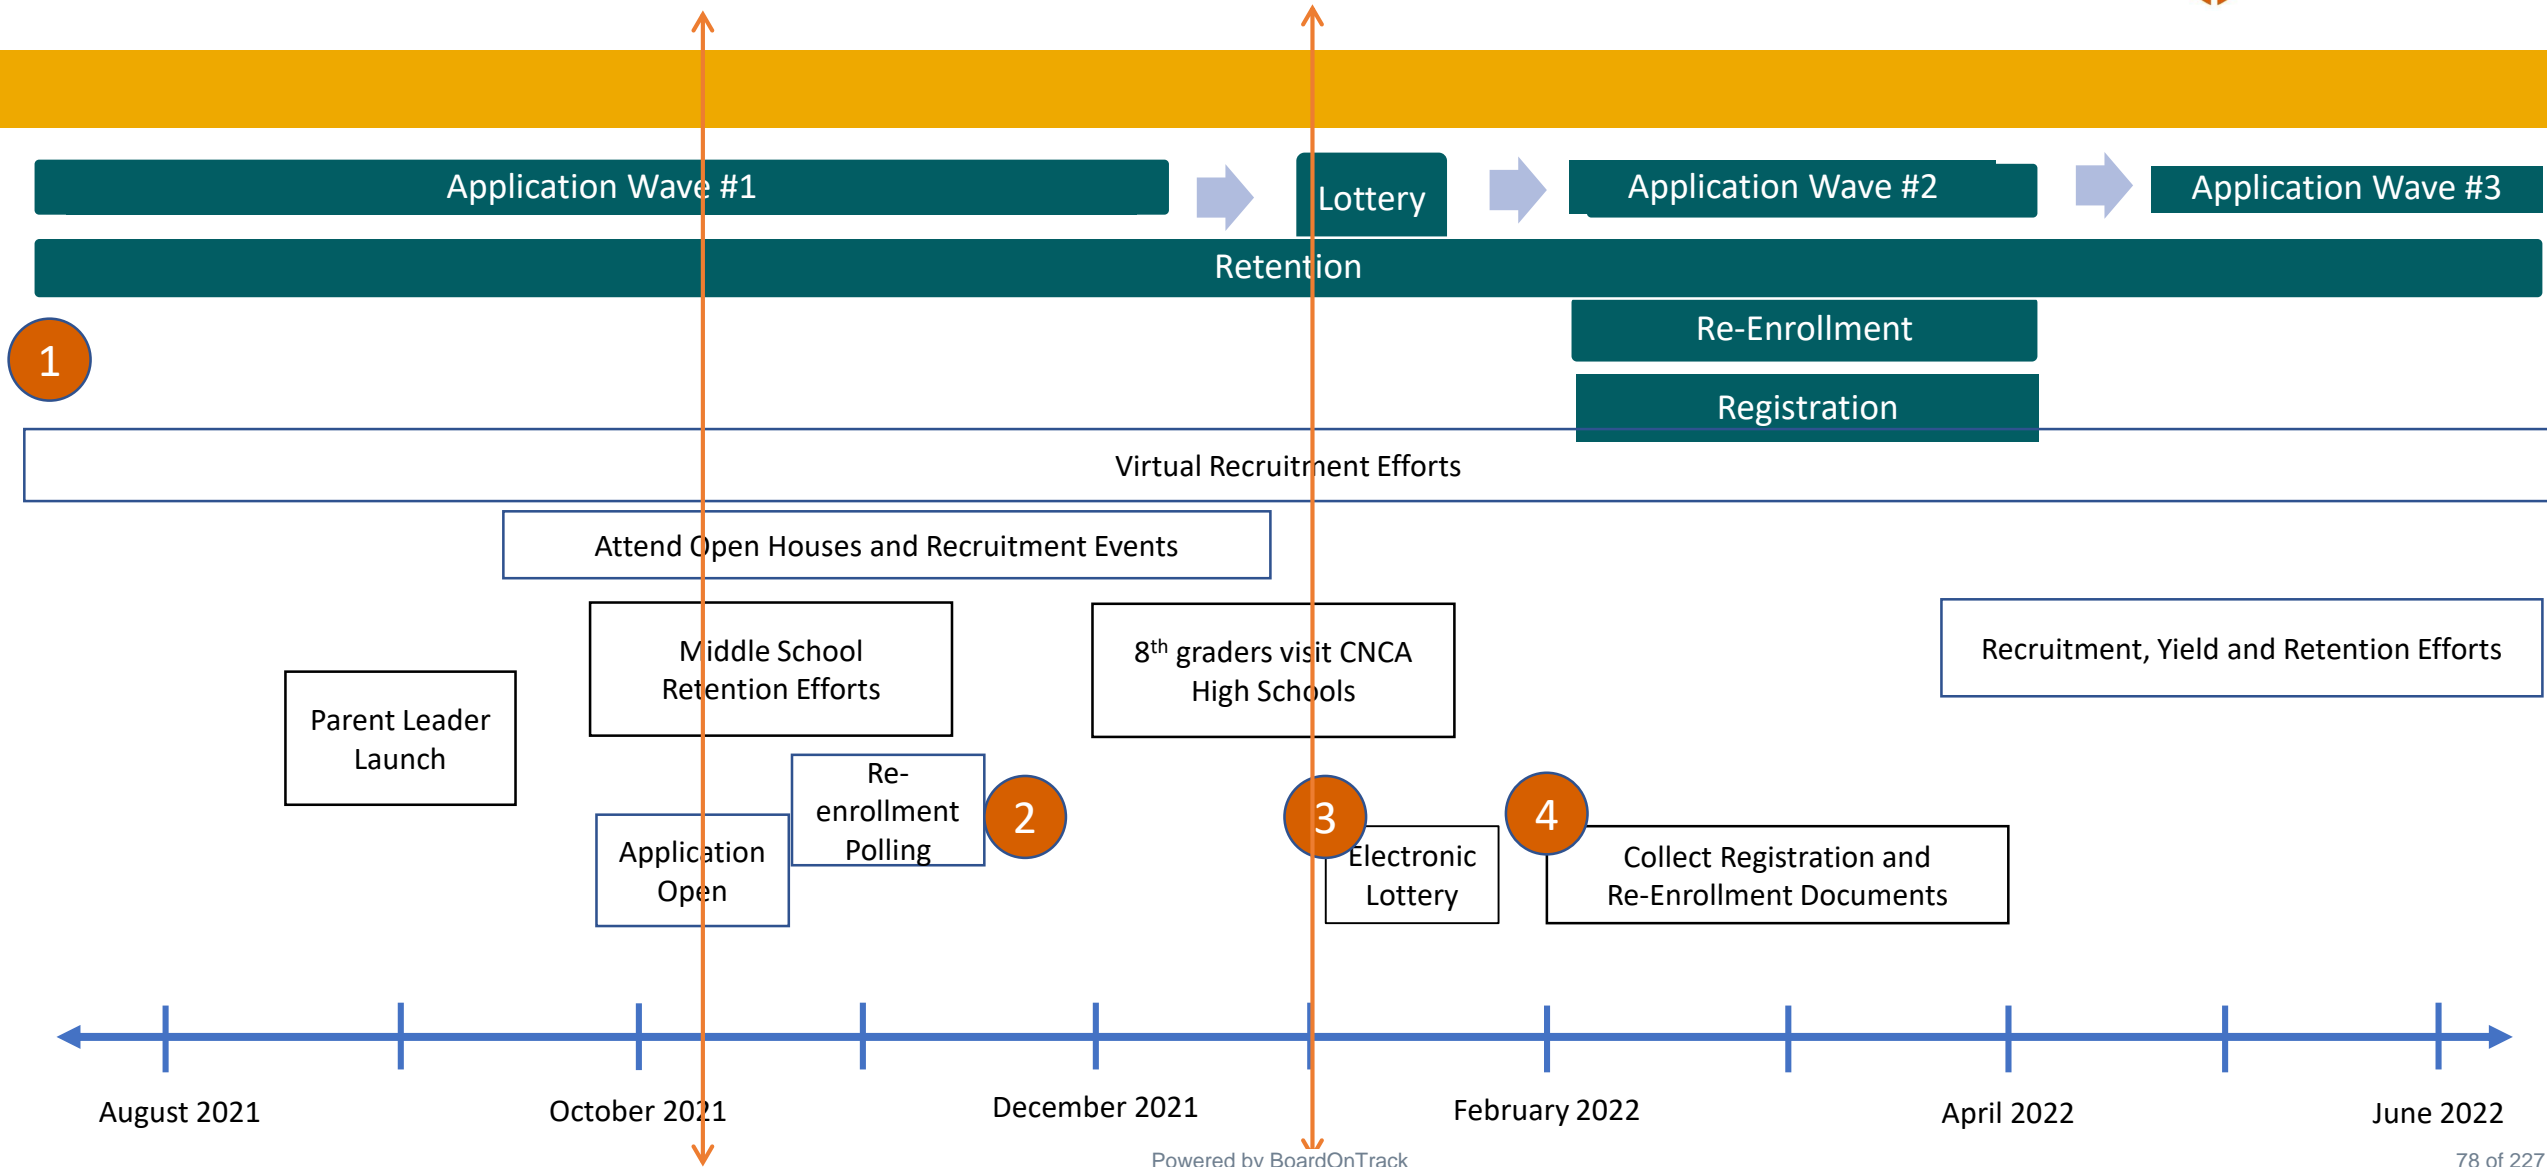 Application Wave #1
Lottery
Application Wave #2
Application Wave #3
Retention
Re-Enrollment
1
Registration
Virtual Recruitment Efforts
Attend Open Houses and Recruitment Events
Middle School
Retention Efforts
8th graders visit CNCA
High Schools
Recruitment, Yield and Retention Efforts
Parent Leader
Launch
Re-
enrollment
Polling
2
3
4
Application
Open
Electronic
Lottery
Collect Registration and
Re-Enrollment Documents
August 2021
October 2021
December 2021
February 2022
April 2022
June 2022
Powered by BoardOnTrack
78 of 227